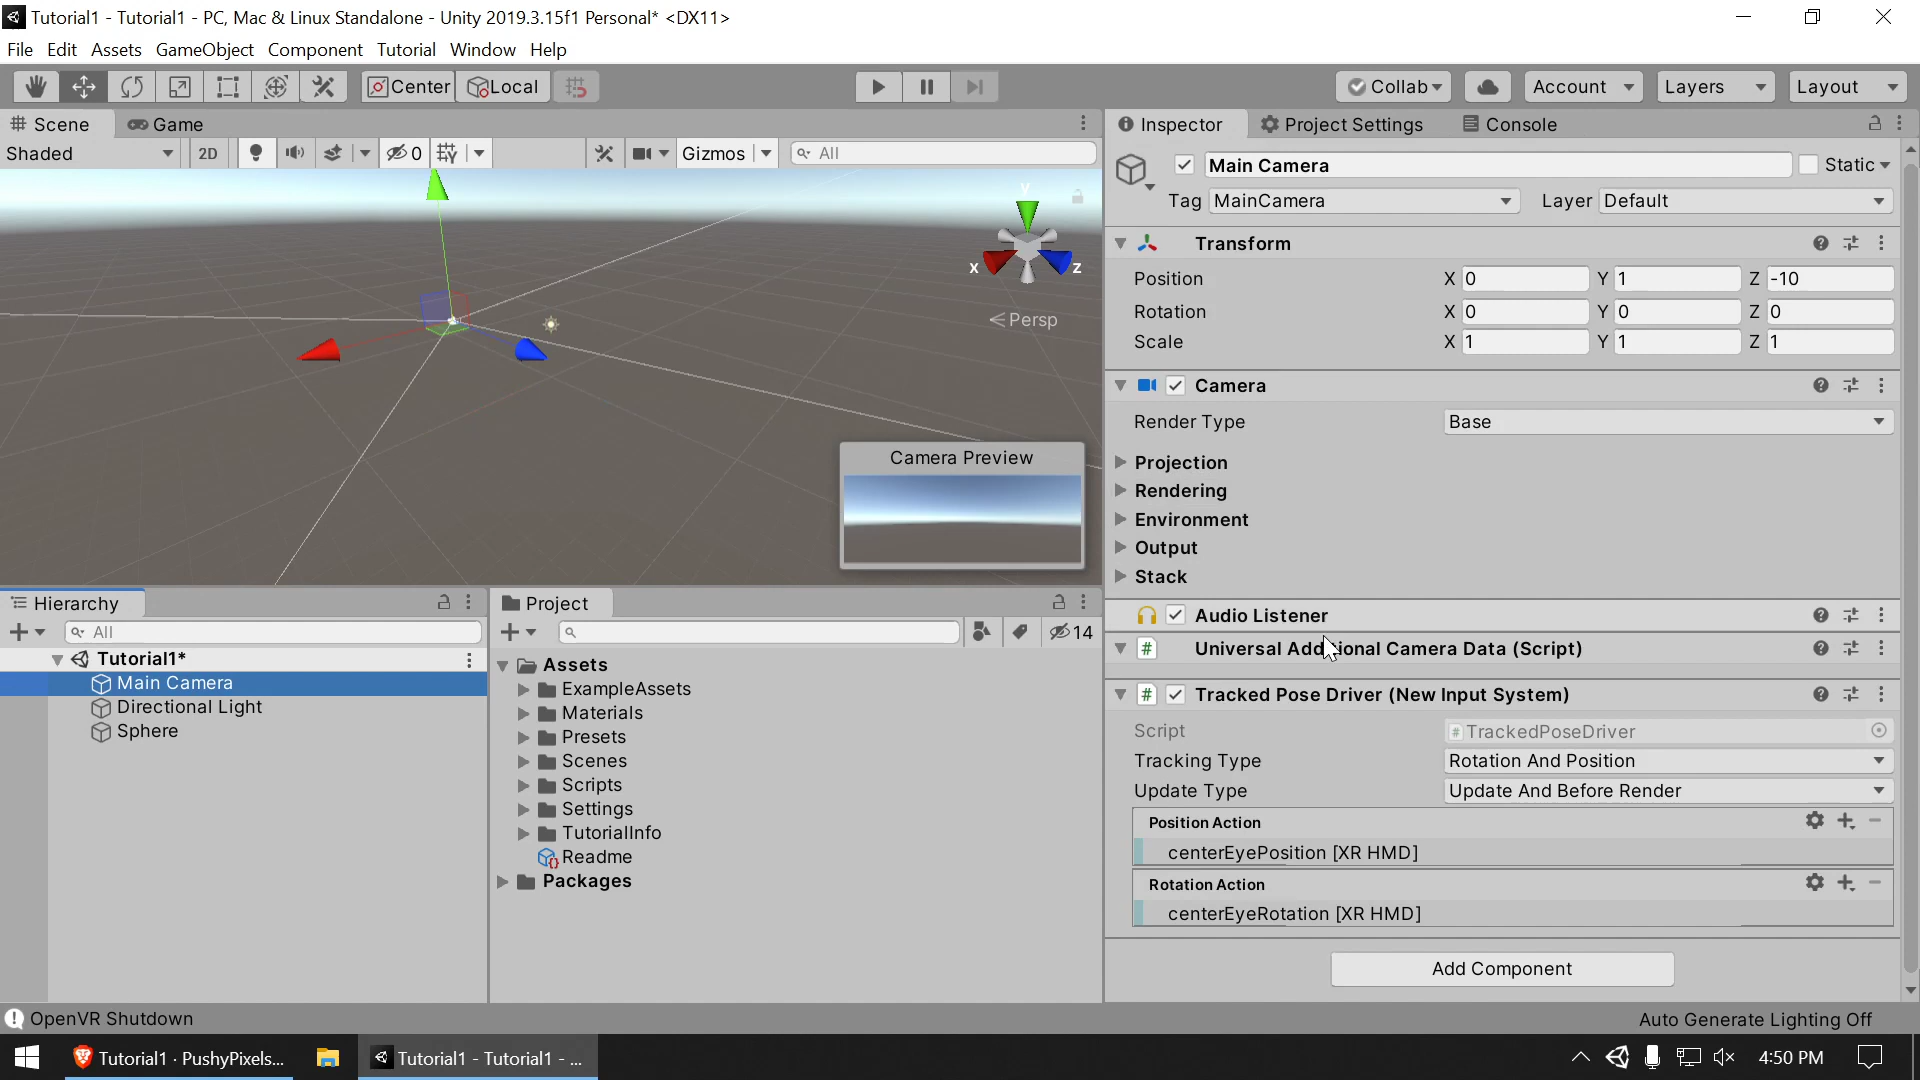 Tutorial1 - Tutorial1 - PC, Mac & Linux Standalone - Unity 2019.3.15f1 Personal* <DX11>
File Edit Assets GameObject Component Tutorial Window Help
Center Local Collab Account Layers Layout
Scene Game
Shaded 2D 0 Gizmos All
y
x z
Persp
Camera Preview
Hierarchy
All
Tutorial1*
Main Camera
Directional Light
Sphere
Project
14
Assets
ExampleAssets
Materials
Presets
Scenes
Scripts
Settings
TutorialInfo
Readme
Packages
Inspector Project Settings Console
Main Camera Static
Tag MainCamera Layer Default
Transform
Position X 0 Y 1 Z -10
Rotation X 0 Y 0 Z 0
Scale X 1 Y 1 Z 1
Camera
Render Type Base
Projection
Rendering
Environment
Output
Stack
Audio Listener
# Universal Additional Camera Data (Script)
# Tracked Pose Driver (New Input System)
Script # TrackedPoseDriver
Tracking Type Rotation And Position
Update Type Update And Before Render
Position Action
centerEyePosition [XR HMD]
Rotation Action
centerEyeRotation [XR HMD]
Add Component
OpenVR Shutdown
Auto Generate Lighting Off
Tutorial1 · PushyPixels... Tutorial1 - Tutorial1 - ... 4:50 PM